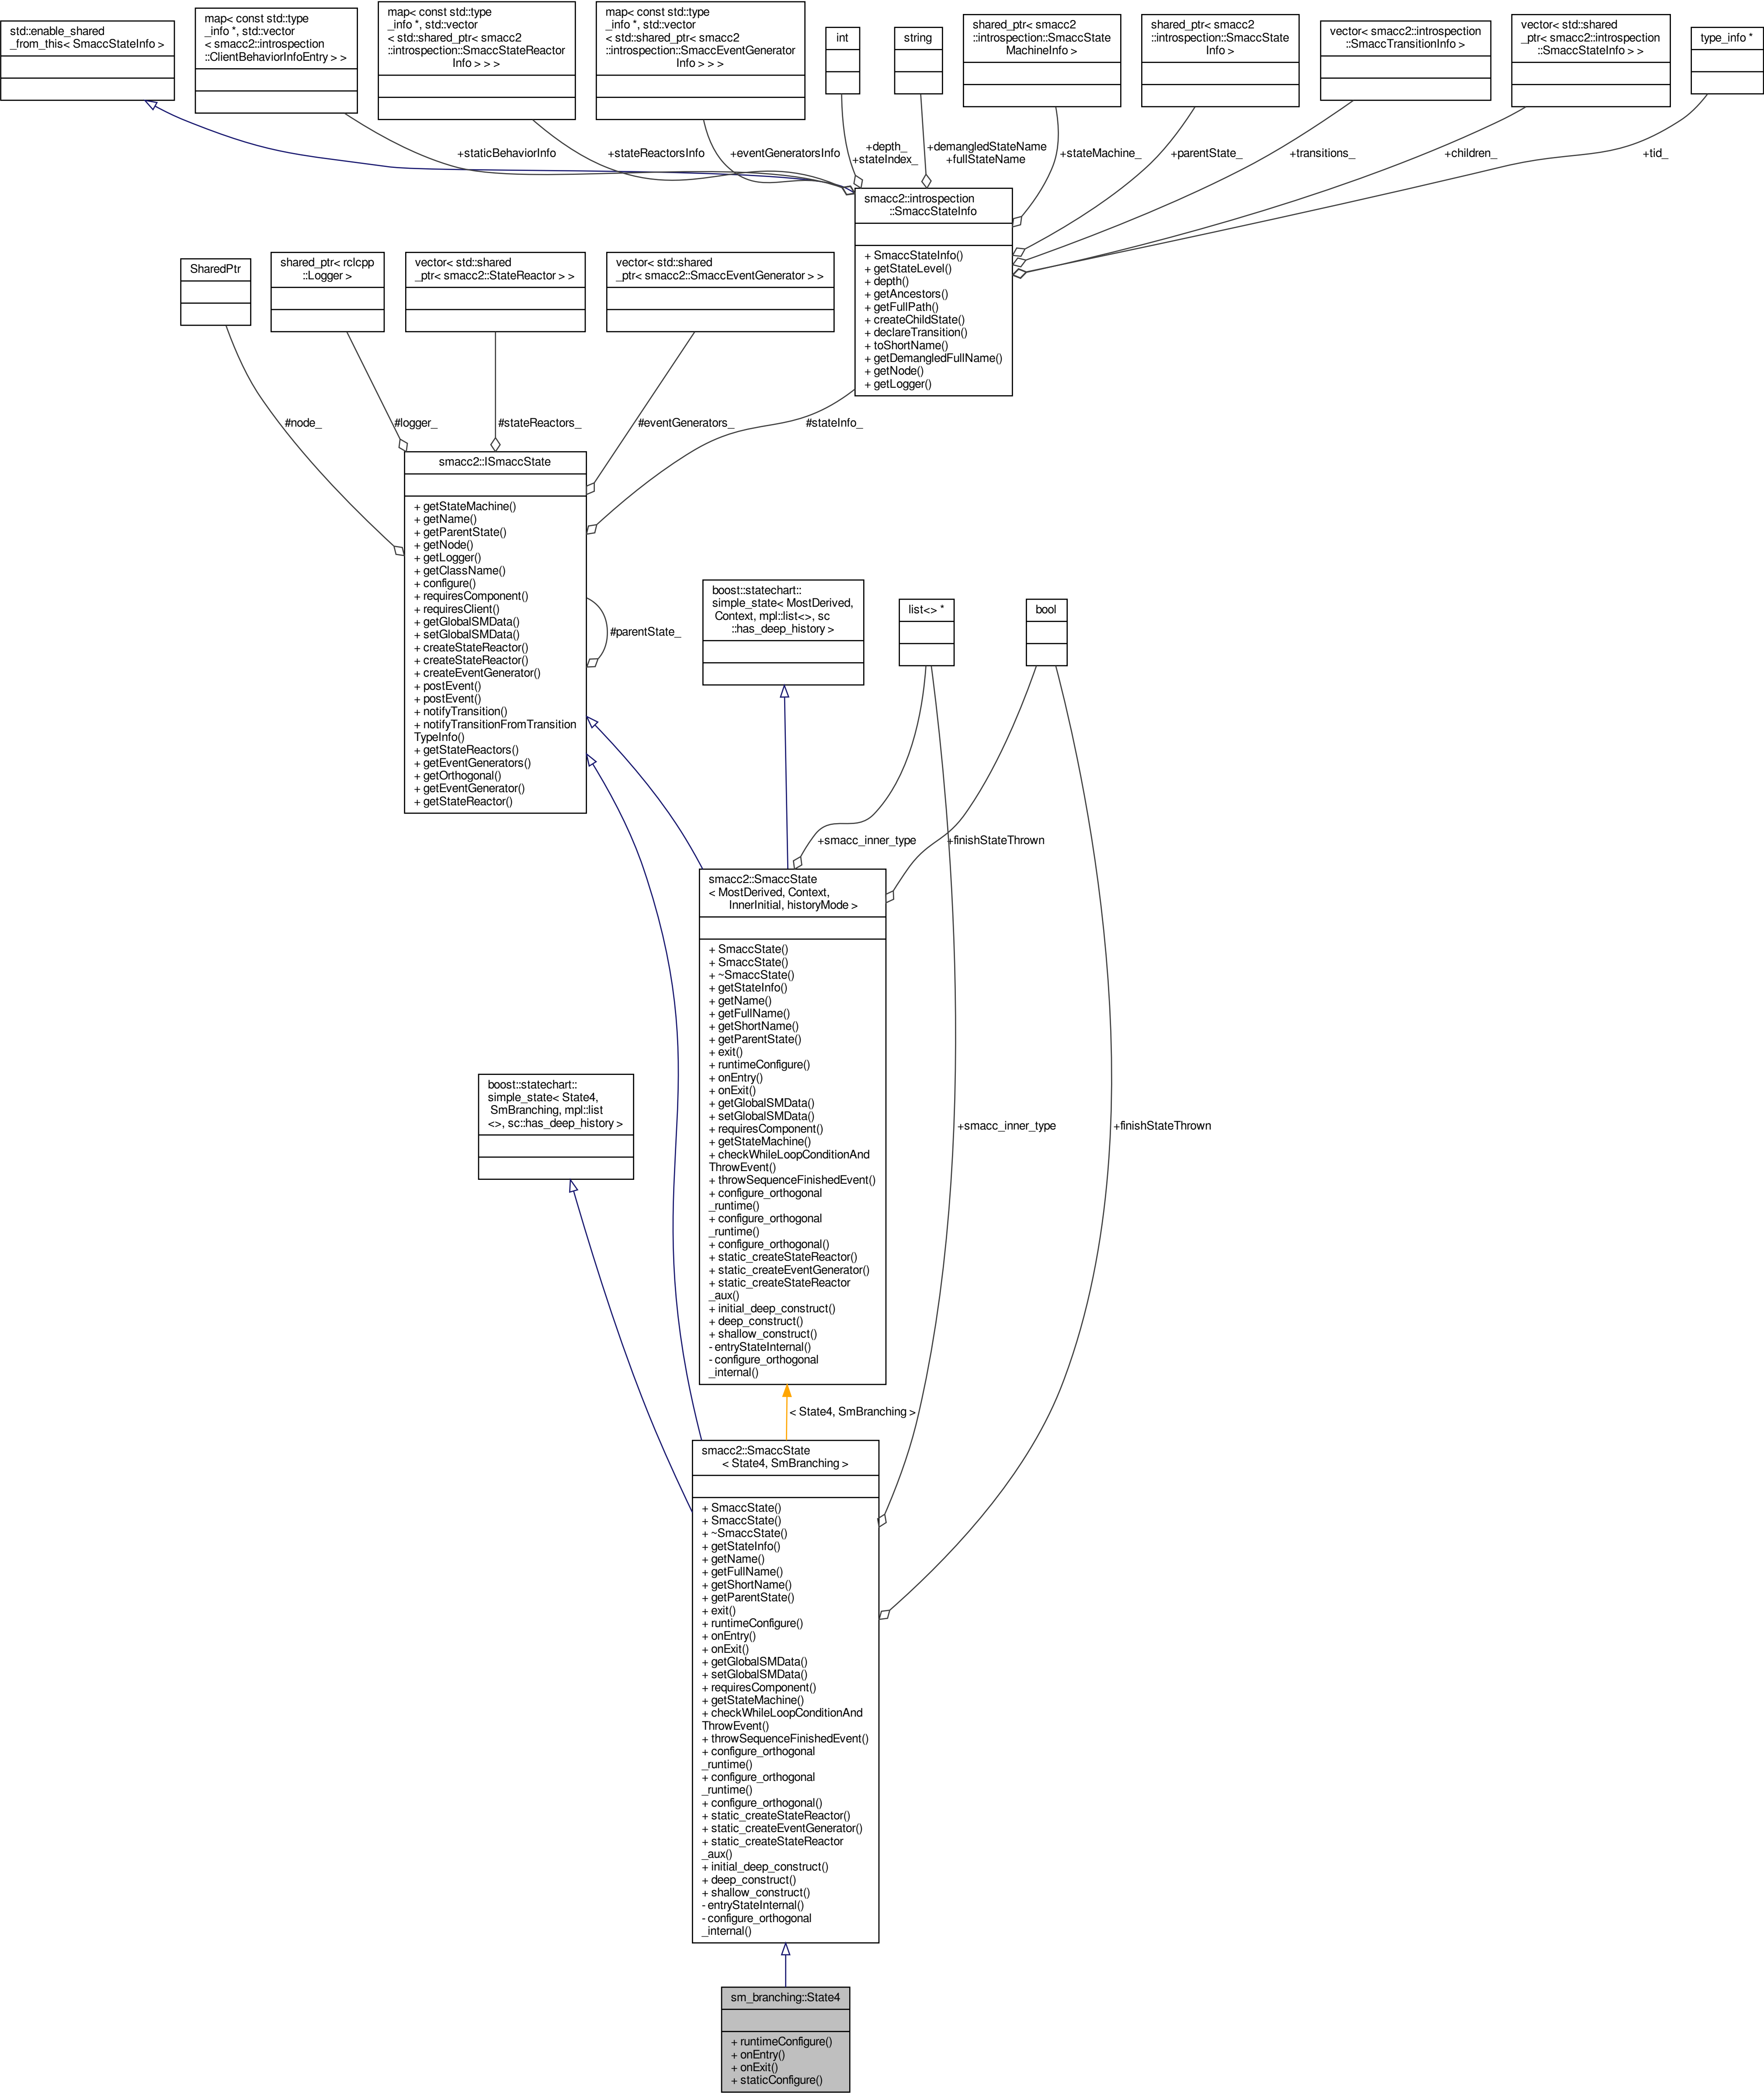 std::enable_shared
_from_this< SmaccStateInfo >
map< const std::type
_info *, std::vector
< smacc2::introspection
::ClientBehaviorInfoEntry > >
map< const std::type
_info *, std::vector
< std::shared_ptr< smacc2
::introspection::SmaccStateReactor
Info > > >
map< const std::type
_info *, std::vector
< std::shared_ptr< smacc2
::introspection::SmaccEventGenerator
Info > > >
int
string
shared_ptr< smacc2
::introspection::SmaccState
MachineInfo >
shared_ptr< smacc2
::introspection::SmaccState
Info >
vector< smacc2::introspection
::SmaccTransitionInfo >
vector< std::shared
_ptr< smacc2::introspection
::SmaccStateInfo > >
type_info *
+staticBehaviorInfo
+stateReactorsInfo
+eventGeneratorsInfo
+depth_
+stateIndex_
+demangledStateName
+fullStateName
+stateMachine_
+parentState_
+transitions_
+children_
+tid_
smacc2::introspection
::SmaccStateInfo
+ SmaccStateInfo()
+ getStateLevel()
+ depth()
+ getAncestors()
+ getFullPath()
+ createChildState()
+ declareTransition()
+ toShortName()
+ getDemangledFullName()
+ getNode()
+ getLogger()
SharedPtr
shared_ptr< rclcpp
::Logger >
vector< std::shared
_ptr< smacc2::StateReactor > >
vector< std::shared
_ptr< smacc2::SmaccEventGenerator > >
#node_
#logger_
#stateReactors_
#eventGenerators_
#stateInfo_
smacc2::ISmaccState
+ getStateMachine()
+ getName()
+ getParentState()
+ getNode()
+ getLogger()
+ getClassName()
+ configure()
+ requiresComponent()
+ requiresClient()
+ getGlobalSMData()
+ setGlobalSMData()
+ createStateReactor()
+ createStateReactor()
+ createEventGenerator()
+ postEvent()
+ postEvent()
+ notifyTransition()
+ notifyTransitionFromTransition
TypeInfo()
+ getStateReactors()
+ getEventGenerators()
+ getOrthogonal()
+ getEventGenerator()
+ getStateReactor()
#parentState_
boost::statechart::
simple_state< MostDerived,
Context, mpl::list<>, sc
::has_deep_history >
list<> *
bool
+smacc_inner_type
+finishStateThrown
smacc2::SmaccState
< MostDerived, Context,
InnerInitial, historyMode >
+ SmaccState()
+ SmaccState()
+ ~SmaccState()
+ getStateInfo()
+ getName()
+ getFullName()
+ getShortName()
+ getParentState()
+ exit()
+ runtimeConfigure()
+ onEntry()
+ onExit()
+ getGlobalSMData()
+ setGlobalSMData()
+ requiresComponent()
+ getStateMachine()
+ checkWhileLoopConditionAnd
ThrowEvent()
+ throwSequenceFinishedEvent()
+ configure_orthogonal
_runtime()
+ configure_orthogonal
_runtime()
+ configure_orthogonal()
+ static_createStateReactor()
+ static_createEventGenerator()
+ static_createStateReactor
_aux()
+ initial_deep_construct()
+ deep_construct()
+ shallow_construct()
- entryStateInternal()
- configure_orthogonal
_internal()
boost::statechart::
simple_state< State4,
SmBranching, mpl::list
<>, sc::has_deep_history >
+smacc_inner_type
+finishStateThrown
< State4, SmBranching >
smacc2::SmaccState
< State4, SmBranching >
+ SmaccState()
+ SmaccState()
+ ~SmaccState()
+ getStateInfo()
+ getName()
+ getFullName()
+ getShortName()
+ getParentState()
+ exit()
+ runtimeConfigure()
+ onEntry()
+ onExit()
+ getGlobalSMData()
+ setGlobalSMData()
+ requiresComponent()
+ getStateMachine()
+ checkWhileLoopConditionAnd
ThrowEvent()
+ throwSequenceFinishedEvent()
+ configure_orthogonal
_runtime()
+ configure_orthogonal
_runtime()
+ configure_orthogonal()
+ static_createStateReactor()
+ static_createEventGenerator()
+ static_createStateReactor
_aux()
+ initial_deep_construct()
+ deep_construct()
+ shallow_construct()
- entryStateInternal()
- configure_orthogonal
_internal()
sm_branching::State4
+ runtimeConfigure()
+ onEntry()
+ onExit()
+ staticConfigure()